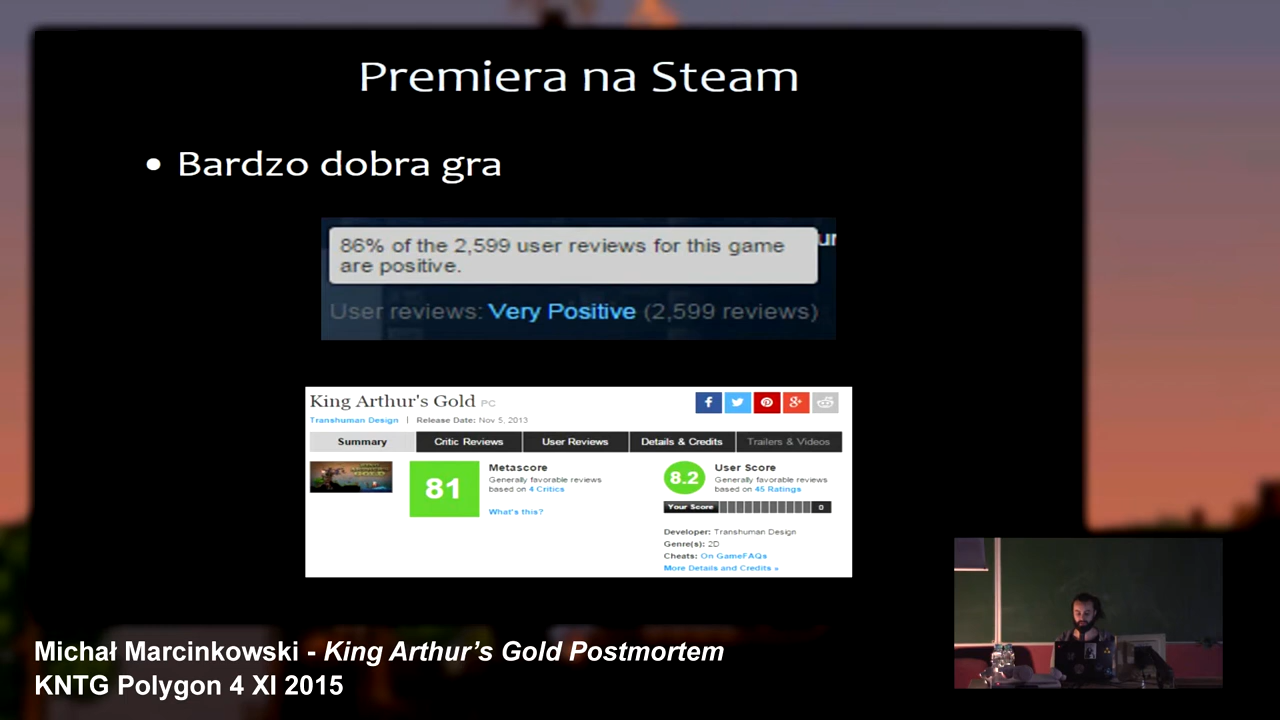 Premiera na Steam
• Bardzo dobra gra
86% of the 2,599 user reviews for this game
are positive.
User reviews: Very Positive (2,599 reviews)
King Arthur's Gold PC
Transhuman Design | Release Date: Nov 5, 2013
Summary Critic Reviews User Reviews Details & Credits Trailers & Videos
81
Metascore
Generally favorable reviews
based on 4 Critics
What's this?
8.2
User Score
Generally favorable reviews
based on 45 Ratings
Your Score 0
Developer: Transhuman Design
Genre(s): 2D
Cheats: On GameFAQs
More Details and Credits »
Michał Marcinkowski - King Arthur's Gold Postmortem
KNTG Polygon 4 XI 2015